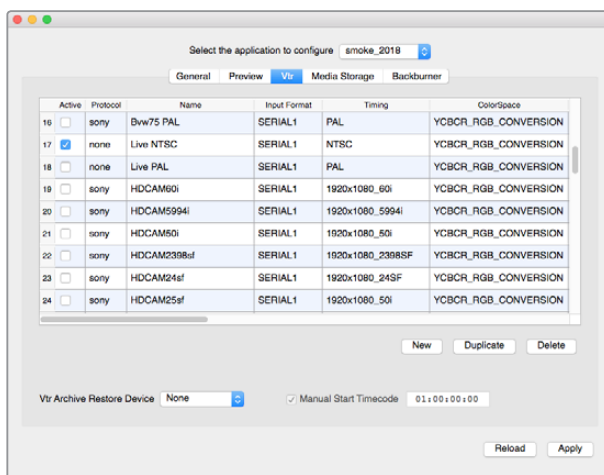 Select the application to configure smoke_2018
General Preview Vtr Media Storage Backburner
Active Protocol Name Input Format Timing ColorSpace
16 sony Bvw75 PAL SERIAL1 PAL YCBCR_RGB_CONVERSION
17 none Live NTSC SERIAL1 NTSC YCBCR_RGB_CONVERSION
18 none Live PAL SERIAL1 PAL YCBCR_RGB_CONVERSION
19 sony HDCAM60i SERIAL1 1920x1080_60i YCBCR_RGB_CONVERSION
20 sony HDCAM5994i SERIAL1 1920x1080_5994i YCBCR_RGB_CONVERSION
21 sony HDCAM50i SERIAL1 1920x1080_50i YCBCR_RGB_CONVERSION
22 sony HDCAM2398sf SERIAL1 1920x1080_2398SF YCBCR_RGB_CONVERSION
23 sony HDCAM24sf SERIAL1 1920x1080_24SF YCBCR_RGB_CONVERSION
24 sony HDCAM25sf SERIAL1 1920x1080_50i YCBCR_RGB_CONVERSION
New Duplicate Delete
Vtr Archive Restore Device None Manual Start Timecode 01:00:00:00
Reload Apply